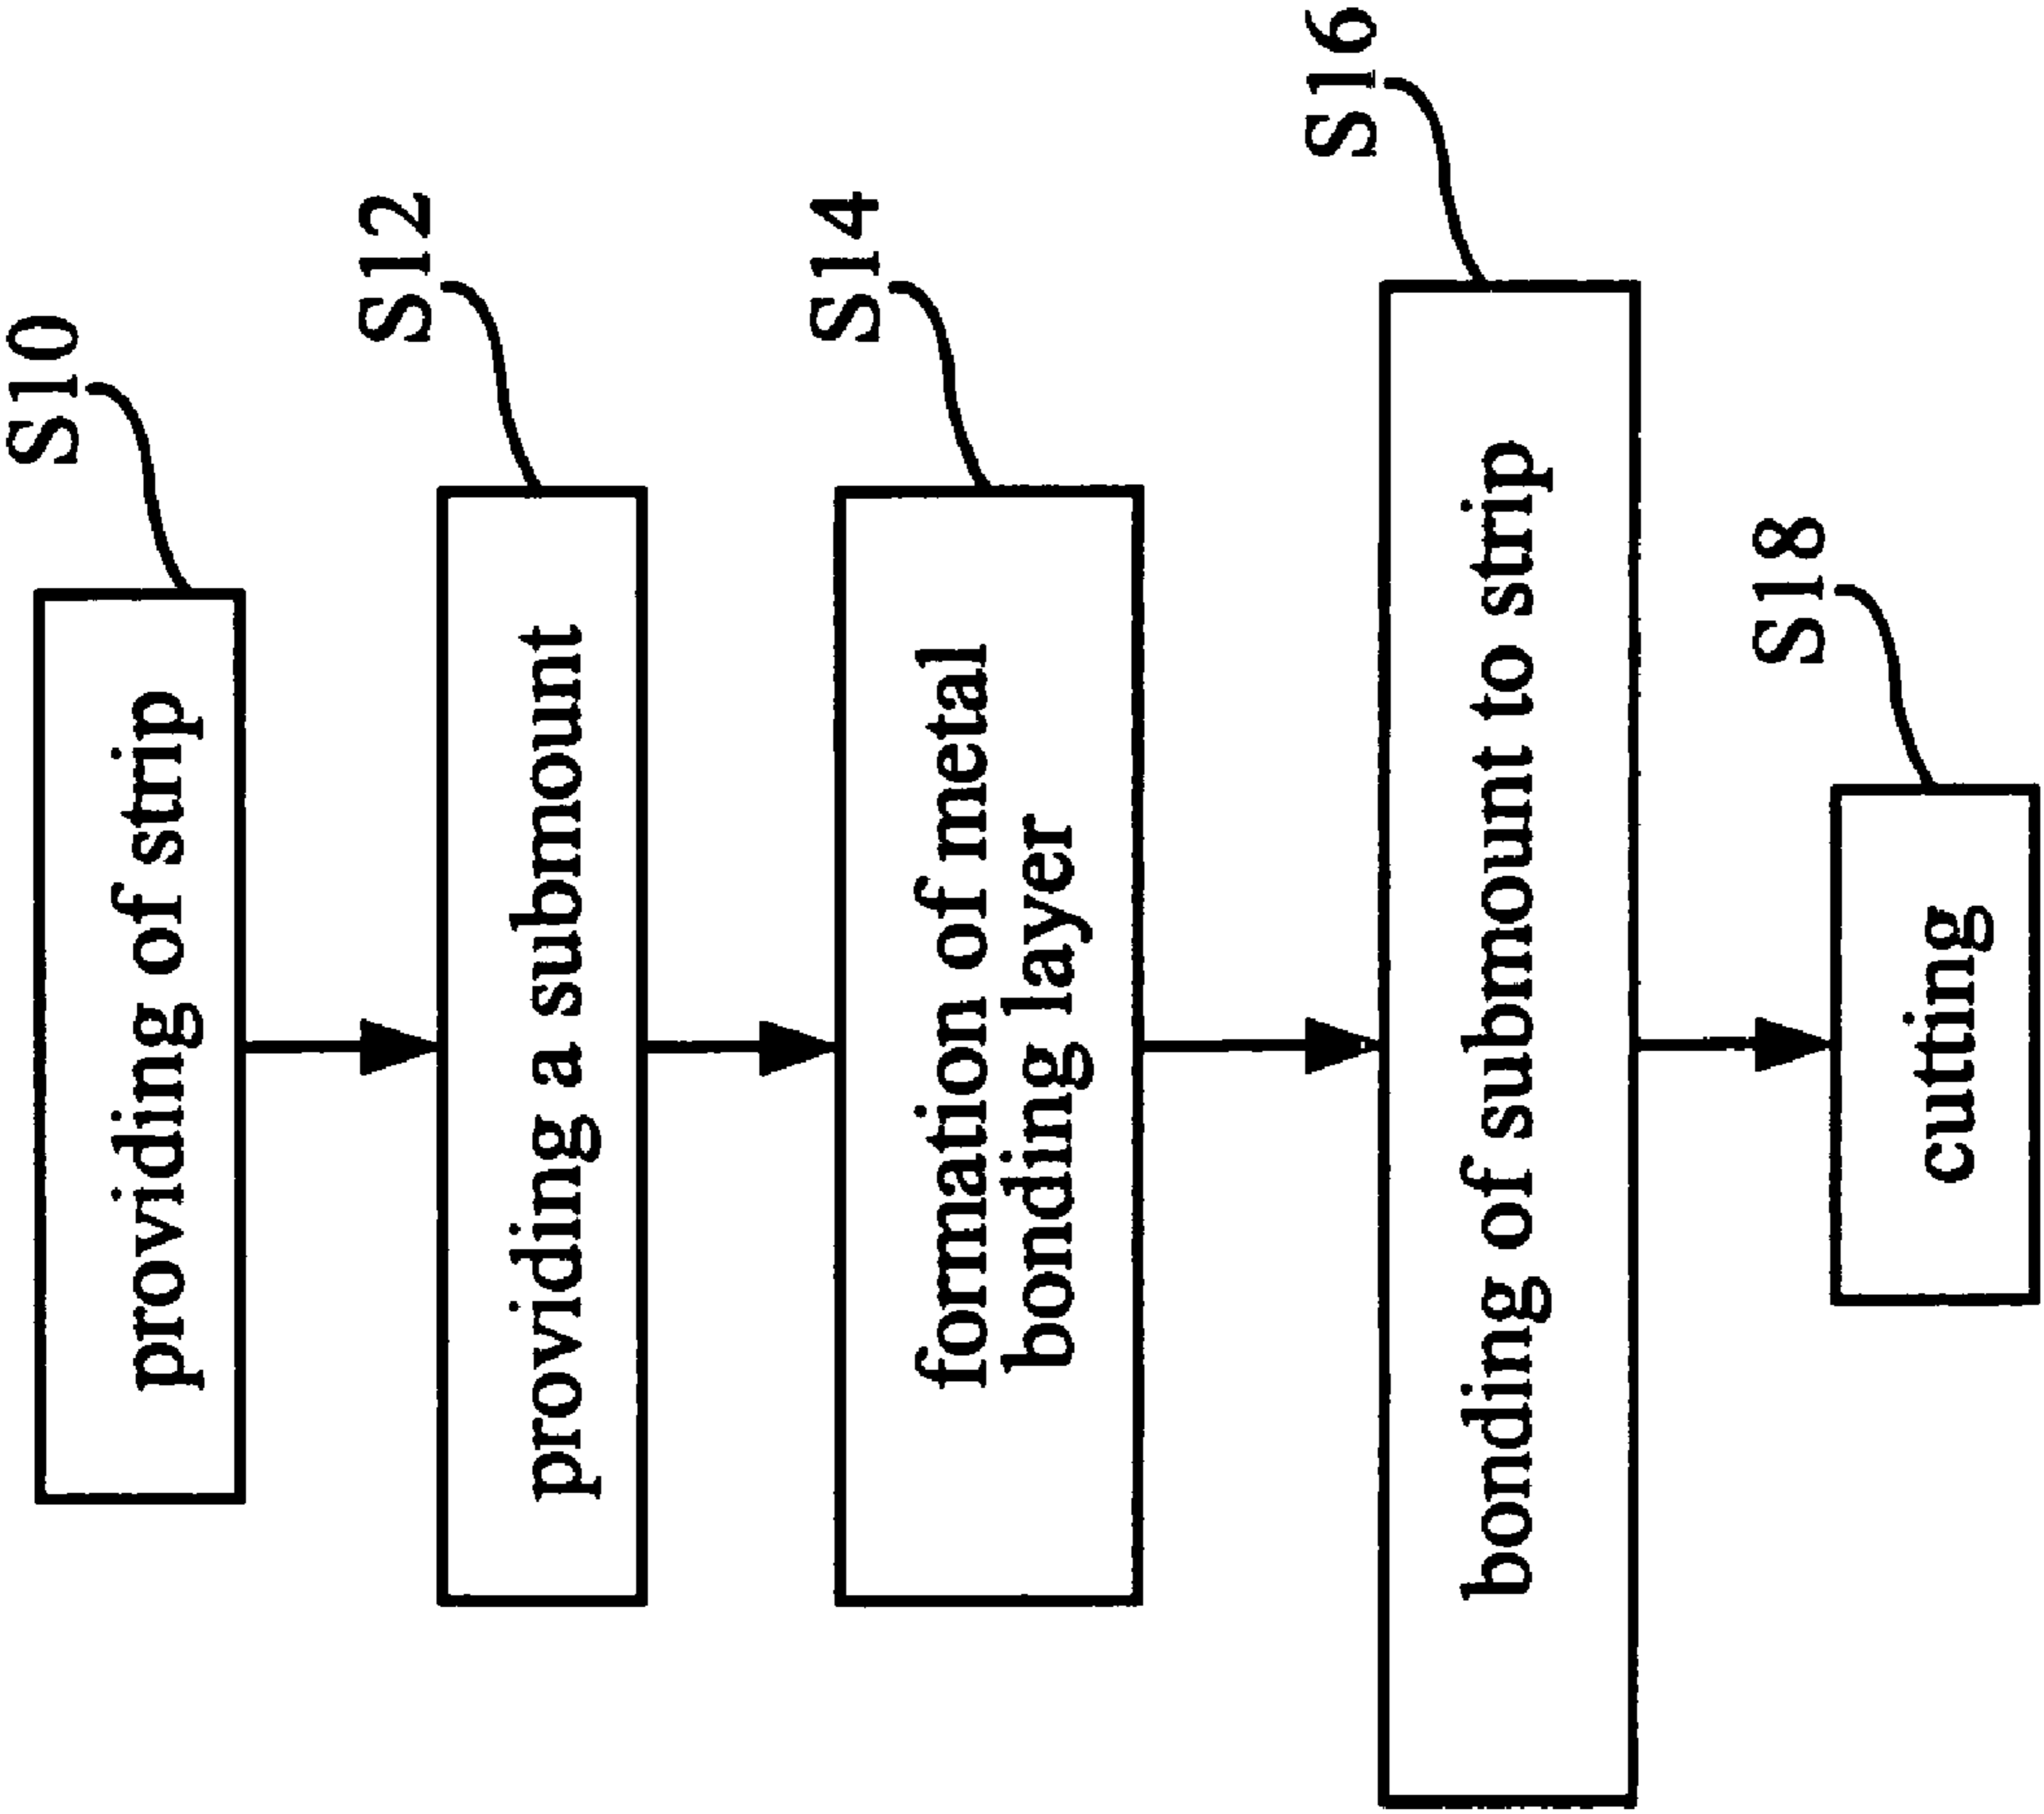 S10
providing of strip
S12
providing a submount
S14
formation of metal
bonding layer
S16
bonding of submount to strip
S18
cutting